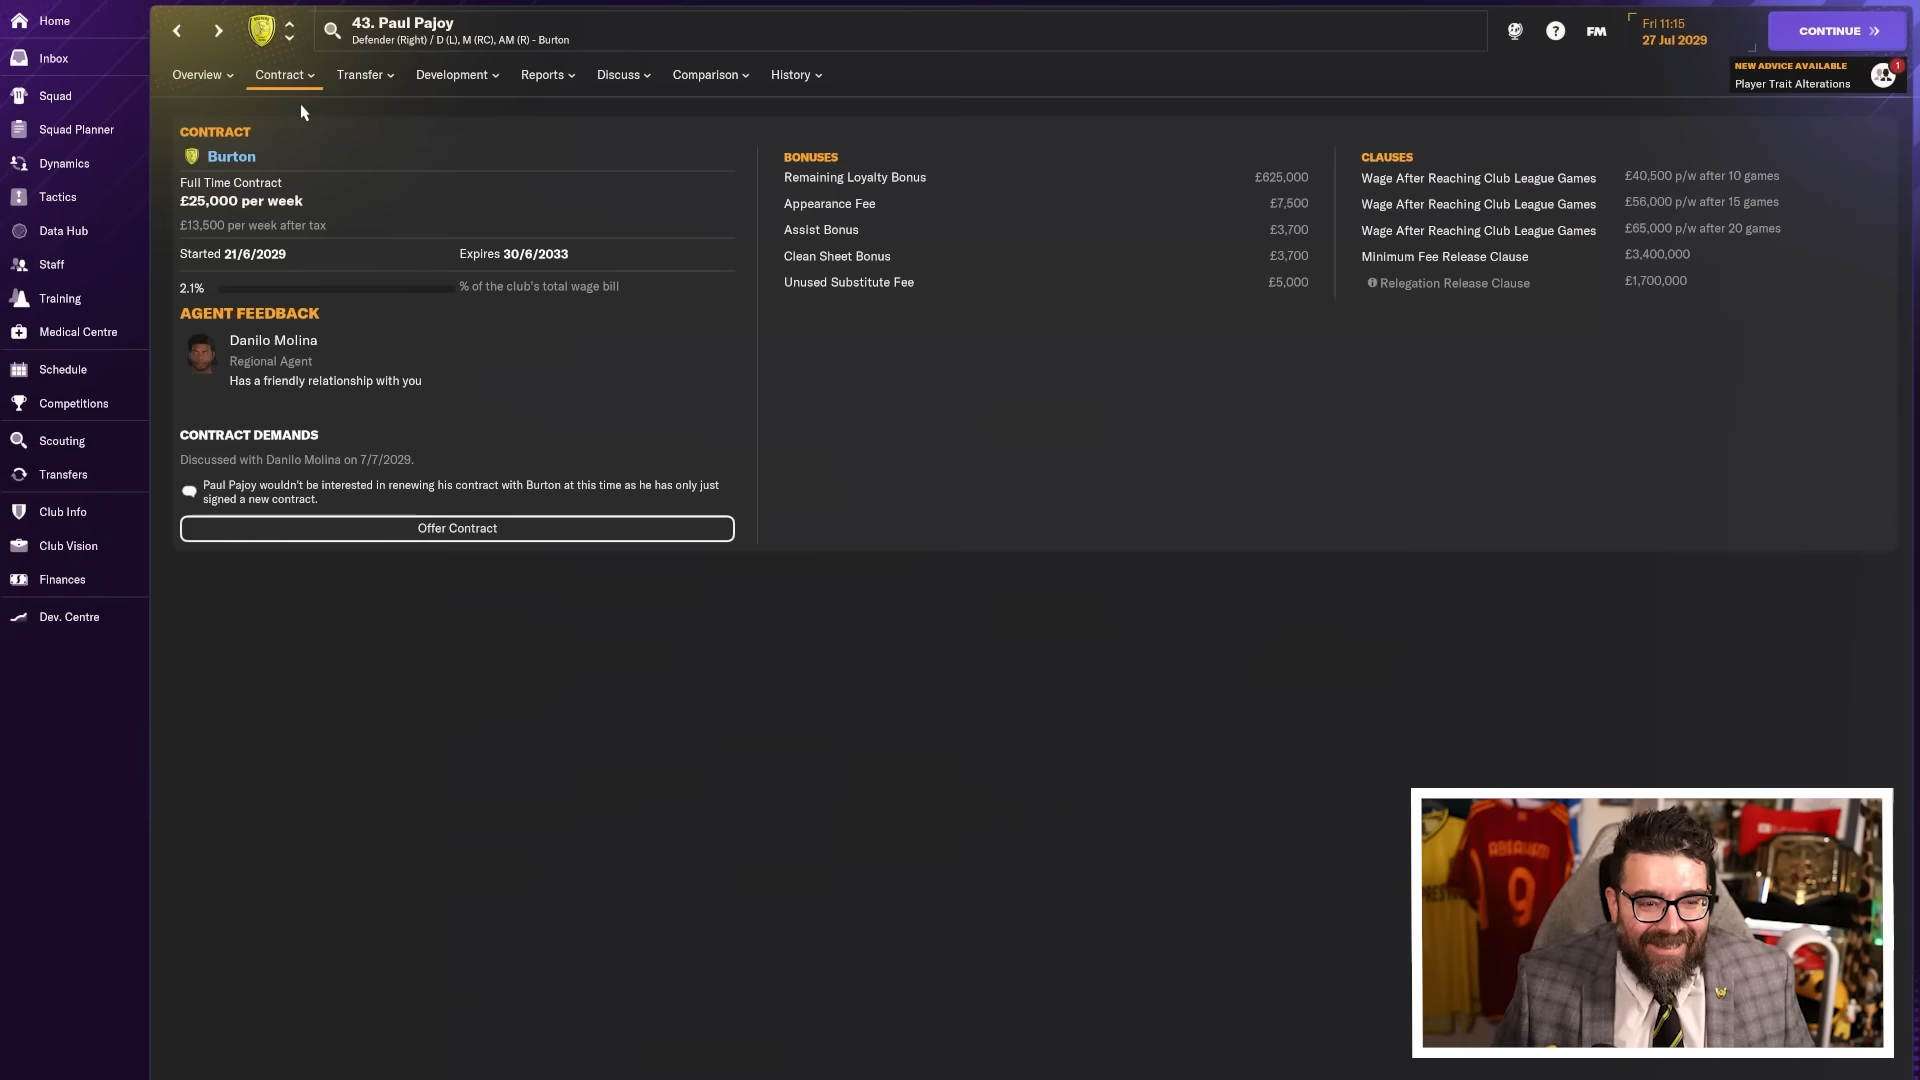 Home
Inbox
Squad
Squad Planner
Dynamics
Tactics
Data Hub
Staff
Training
Medical Centre
Schedule
Competitions
Scouting
Transfers
Club Info
Club Vision
Finances
Dev. Centre
43. Paul Pajoy
Defender (Right) / D (L), M (RC), AM (R) - Burton
FM
Fri 11:15
27 Jul 2029
CONTINUE
Overview
Contract
Transfer
Development
Reports
Discuss
Comparison
History
NEW ADVICE AVAILABLE
Player Trait Alterations
1
CONTRACT
Burton
Full Time Contract
£25,000 per week
£13,500 per week after tax
Started 21/6/2029 Expires 30/6/2033
2.1% % of the club's total wage bill
AGENT FEEDBACK
Danilo Molina
Regional Agent
Has a friendly relationship with you
CONTRACT DEMANDS
Discussed with Danilo Molina on 7/7/2029.
Paul Pajoy wouldn't be interested in renewing his contract with Burton at this time as he has only just
signed a new contract.
Offer Contract
BONUSES
Remaining Loyalty Bonus £625,000
Appearance Fee £7,500
Assist Bonus £3,700
Clean Sheet Bonus £3,700
Unused Substitute Fee £5,000
CLAUSES
Wage After Reaching Club League Games £40,500 p/w after 10 games
Wage After Reaching Club League Games £56,000 p/w after 15 games
Wage After Reaching Club League Games £65,000 p/w after 20 games
Minimum Fee Release Clause £3,400,000
Relegation Release Clause £1,700,000
ABRAHAM
9